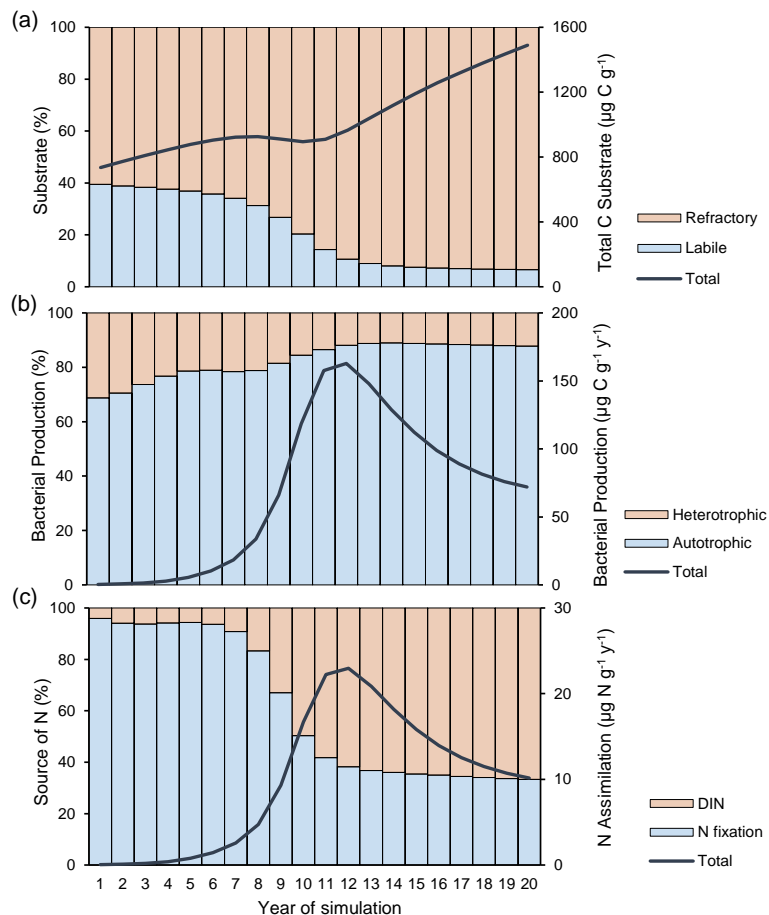 (a)
100
80
60
40
20
0
Substrate (%)
1600
1200
800
400
0
Total C Substrate (µg C g⁻¹)
Refractory
Labile
Total
(b)
100
80
60
40
20
0
Bacterial Production (%)
200
150
100
50
0
Bacterial Production (µg C g⁻¹ y⁻¹)
Heterotrophic
Autotrophic
Total
(c)
100
80
60
40
20
0
Source of N (%)
30
20
10
0
N Assimilation (µg N g⁻¹ y⁻¹)
DIN
N fixation
Total
1 2 3 4 5 6 7 8 9 10 11 12 13 14 15 16 17 18 19 20
Year of simulation